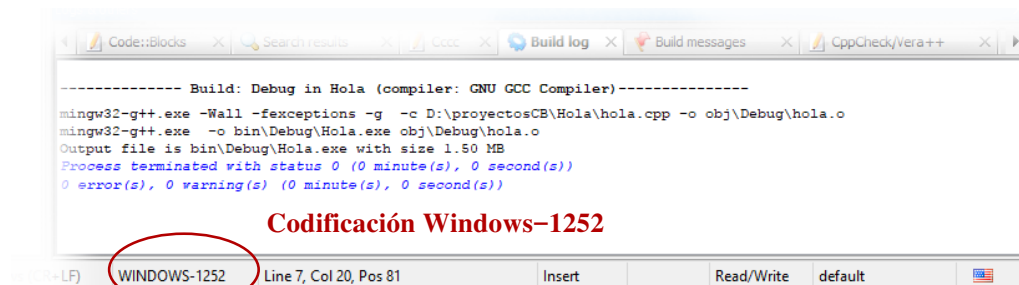 Code::Blocks Search results Cccc Build log Build messages CppCheck/Vera++
-------------- Build: Debug in Hola (compiler: GNU GCC Compiler)---------------
mingw32-g++.exe -Wall -fexceptions -g  -c D:\proyectosCB\Hola\hola.cpp -o obj\Debug\hola.o
mingw32-g++.exe  -o bin\Debug\Hola.exe obj\Debug\hola.o
Output file is bin\Debug\Hola.exe with size 1.50 MB
Process terminated with status 0 (0 minute(s), 0 second(s))
0 error(s), 0 warning(s) (0 minute(s), 0 second(s))
Codificación Windows−1252
+LF) WINDOWS-1252 Line 7, Col 20, Pos 81 Insert Read/Write default